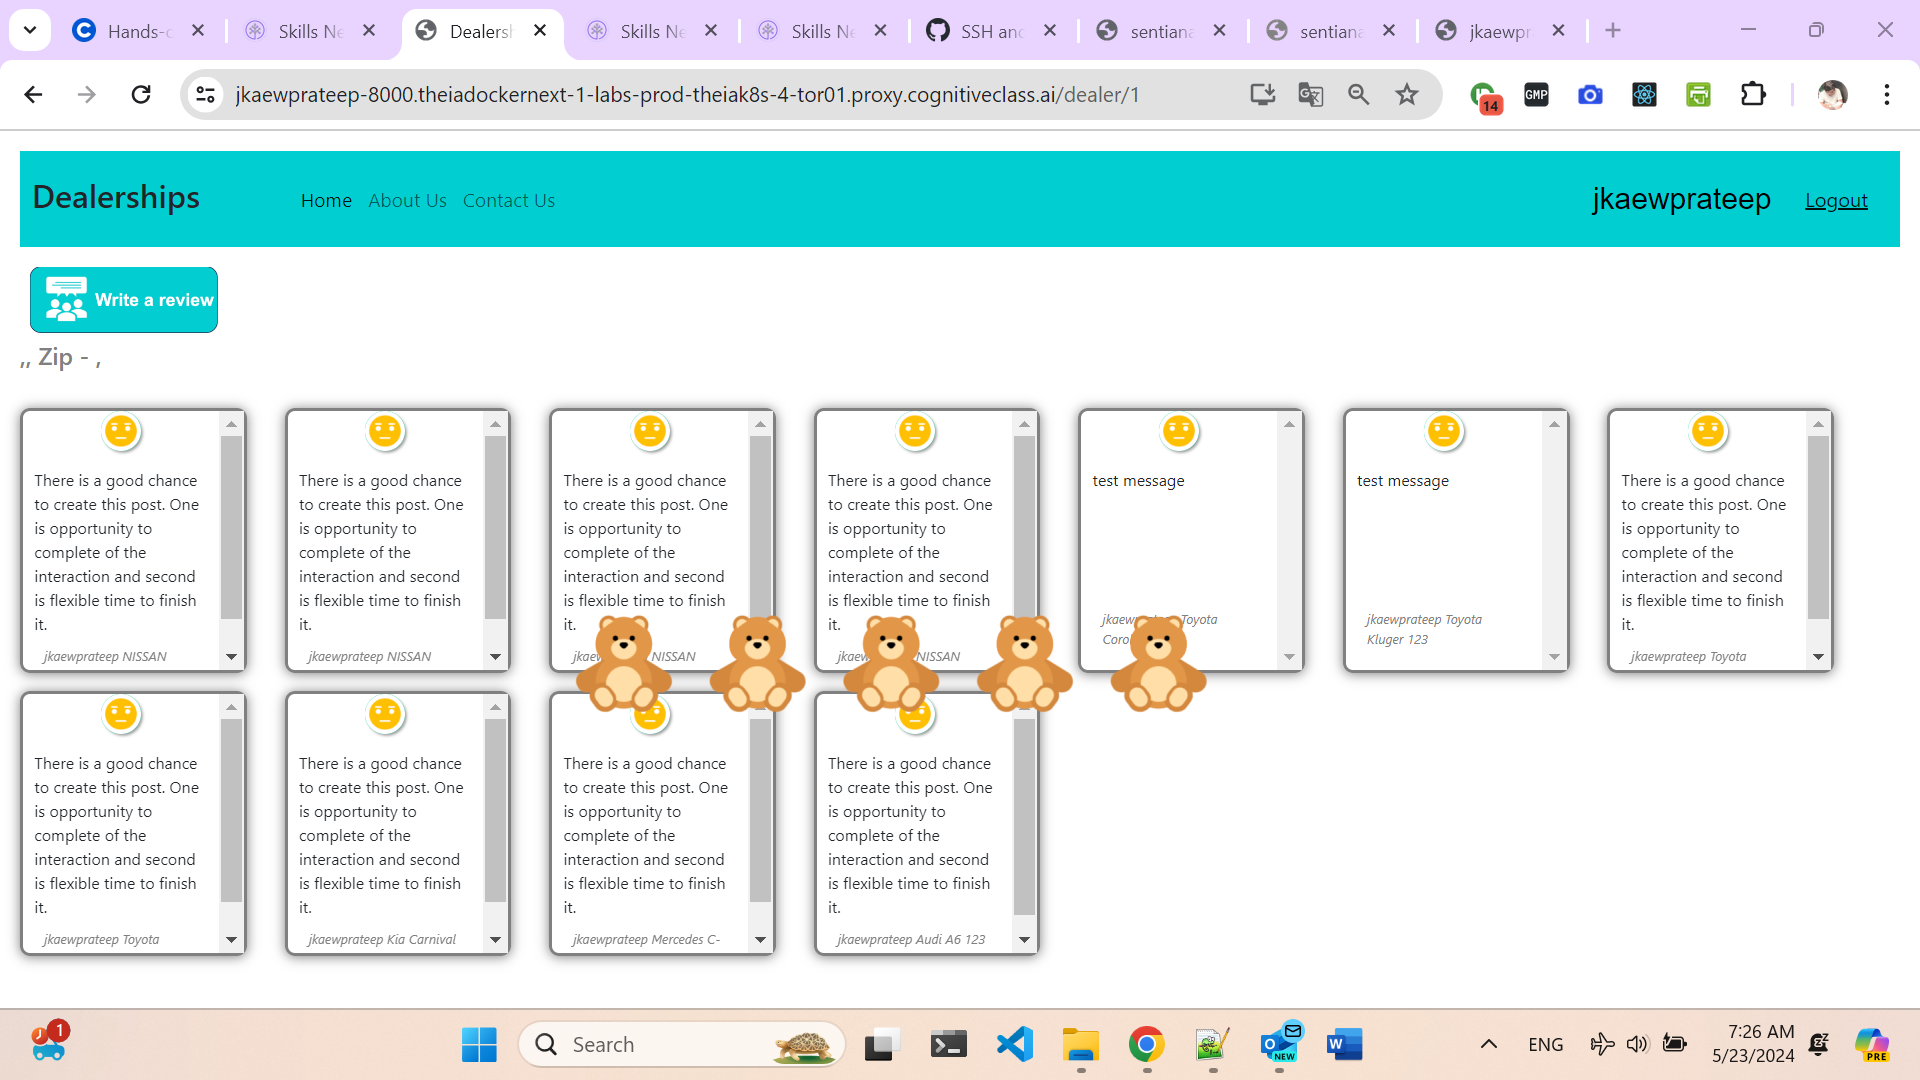 Hands-o
Skills Ne
Dealersh
Skills Ne
Skills Ne
SSH and
sentiana
sentiana
jkaewpr
jkaewprateep-8000.theiadockernext-1-labs-prod-theiak8s-4-tor01.proxy.cognitiveclass.ai/dealer/1
14
GMP
Dealerships
Home
About Us
Contact Us
jkaewprateep
Logout
Write a review
,, Zip - ,
There is a good chance
to create this post. One
is opportunity to
complete of the
interaction and second
is flexible time to finish
it.
jkaewprateep NISSAN
There is a good chance
to create this post. One
is opportunity to
complete of the
interaction and second
is flexible time to finish
it.
jkaewprateep NISSAN
There is a good chance
to create this post. One
is opportunity to
complete of the
interaction and second
is flexible time to finish
it.
NISSAN
There is a good chance
to create this post. One
is opportunity to
complete of the
interaction and second
is flexible time to finish
it.
NISSAN
test message
Toyota
test message
jkaewprateep Toyota
Kluger 123
There is a good chance
to create this post. One
is opportunity to
complete of the
interaction and second
is flexible time to finish
it.
jkaewprateep Toyota
There is a good chance
to create this post. One
is opportunity to
complete of the
interaction and second
is flexible time to finish
it.
jkaewprateep Toyota
There is a good chance
to create this post. One
is opportunity to
complete of the
interaction and second
is flexible time to finish
it.
jkaewprateep Kia Carnival
There is a good chance
to create this post. One
is opportunity to
complete of the
interaction and second
is flexible time to finish
it.
jkaewprateep Mercedes C-
There is a good chance
to create this post. One
is opportunity to
complete of the
interaction and second
is flexible time to finish
it.
jkaewprateep Audi A6 123
1
Search
NEW
ENG
7:26 AM
5/23/2024
PRE